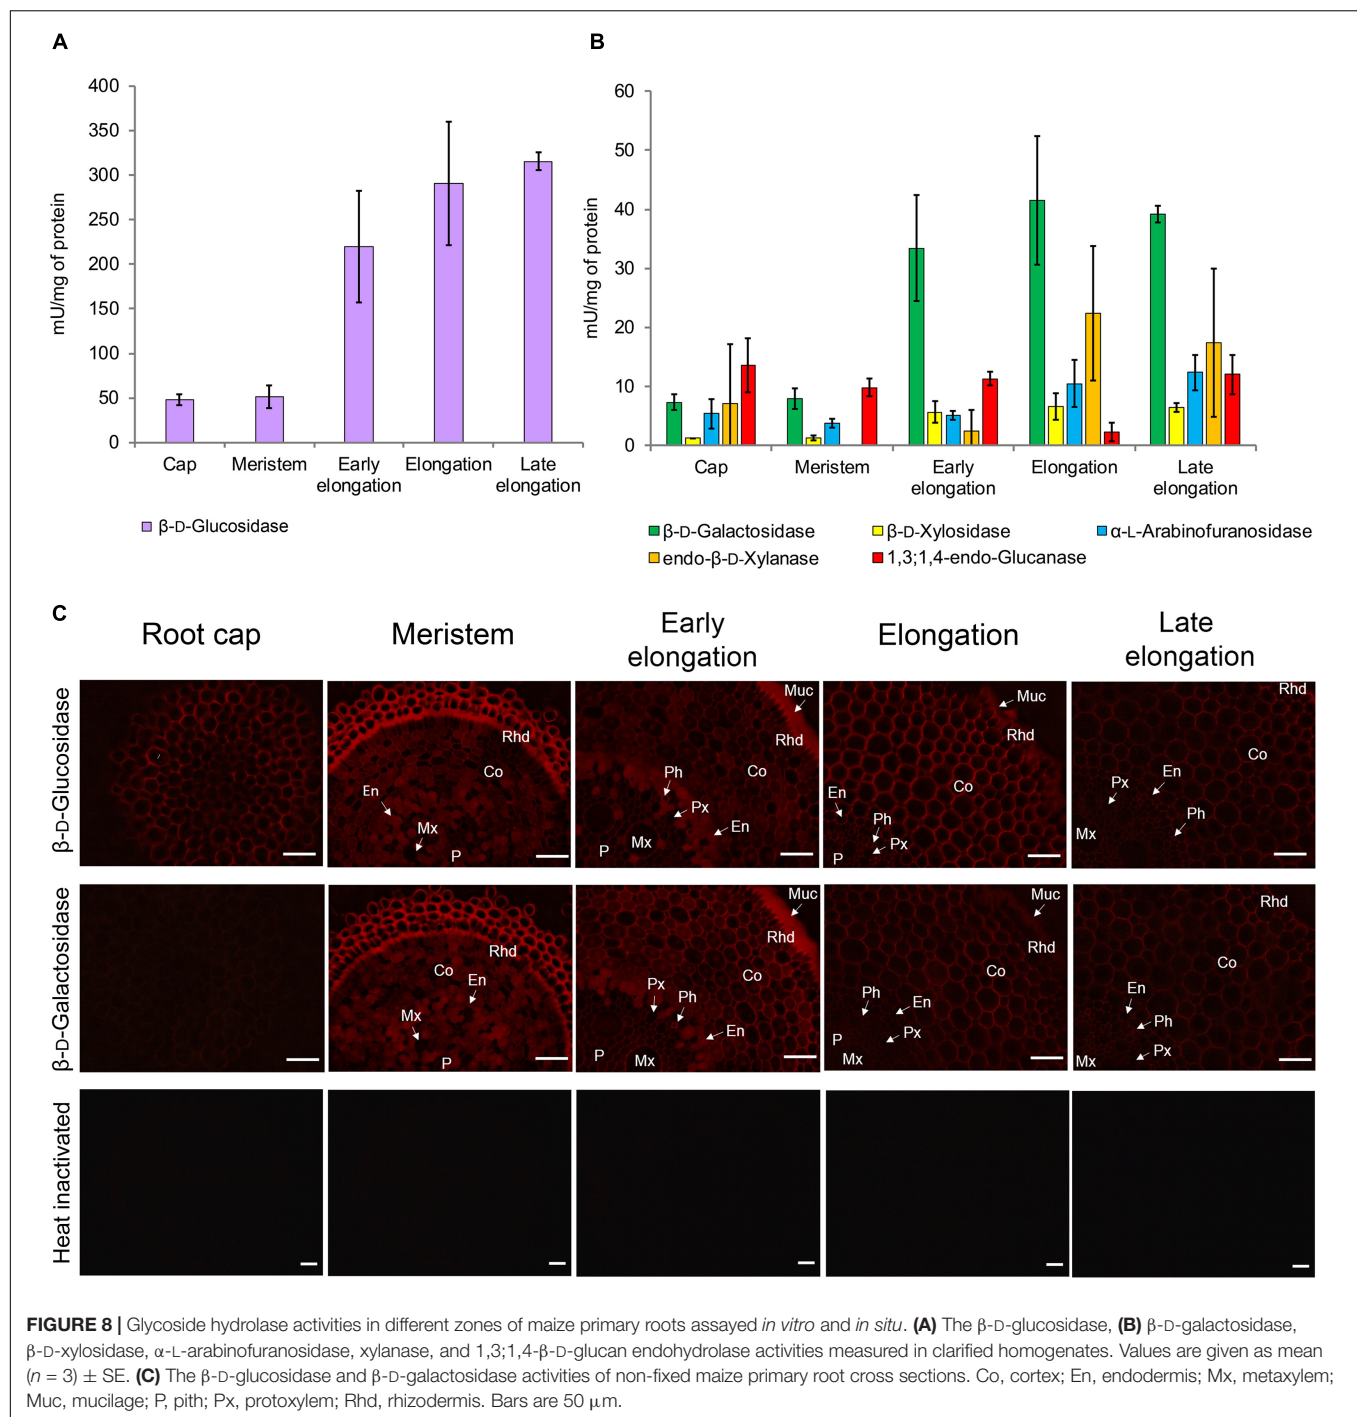 A
400
350
300
250
200
150
100
50
0
mU/mg of protein
Cap
Meristem
Early
elongation
Elongation
Late
elongation
β-D-Glucosidase
B
60
50
40
30
20
10
0
mU/mg of protein
Cap
Meristem
Early
elongation
Elongation
Late
elongation
β-D-Galactosidase
β-D-Xylosidase
α-L-Arabinofuranosidase
endo-β-D-Xylanase
1,3;1,4-endo-Glucanase
C
Root cap
Meristem
Early
elongation
Elongation
Late
elongation
β-D-Glucosidase
Rhd
Co
En
Mx
P
Muc
Rhd
Ph
Co
Px
En
Mx
P
Muc
Rhd
Co
En
Ph
Px
P
Rhd
Co
En
Px
Ph
Mx
β-D-Galactosidase
Rhd
Co
En
Mx
P
Muc
Rhd
Co
Px
Ph
En
P
Mx
Muc
Rhd
Co
Ph
En
Px
P
Mx
Rhd
Co
En
Ph
Px
Mx
Heat inactivated
FIGURE 8 | Glycoside hydrolase activities in different zones of maize primary roots assayed in vitro and in situ. (A) The β-D-glucosidase, (B) β-D-galactosidase,
β-D-xylosidase, α-L-arabinofuranosidase, xylanase, and 1,3;1,4-β-D-glucan endohydrolase activities measured in clarified homogenates. Values are given as mean
(n = 3) ± SE. (C) The β-D-glucosidase and β-D-galactosidase activities of non-fixed maize primary root cross sections. Co, cortex; En, endodermis; Mx, metaxylem;
Muc, mucilage; P, pith; Px, protoxylem; Rhd, rhizodermis. Bars are 50 μm.